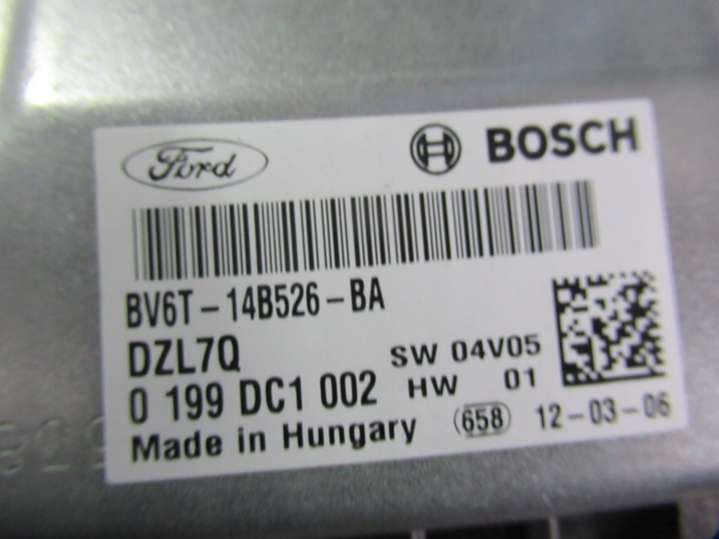 Ford BOSCH
BV6T-14B526-BA
DZL7Q SW 04V05
0 199 DC1 002 HW 01
Made in Hungary 658 12-03-06